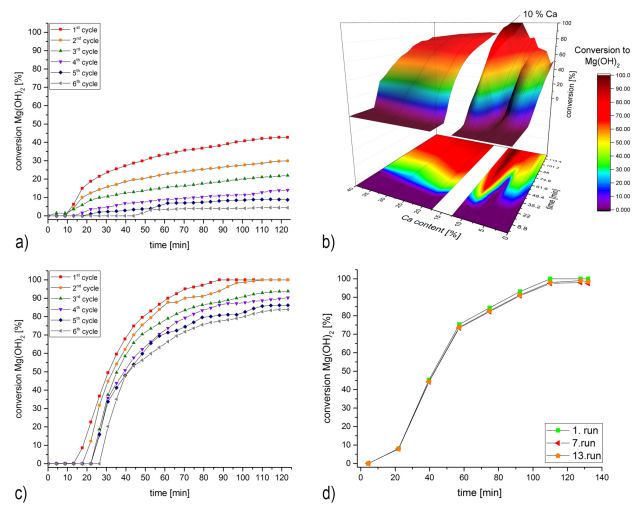 conversion Mg(OH)2 [%]
100
90
80
70
60
50
40
30
20
10
0
1st cycle
2nd cycle
3rd cycle
4th cycle
5th cycle
6th cycle
0 10 20 30 40 50 60 70 80 90 100 110 120
time [min]
a)
10 % Ca
100
80
60
40
20
0
conversion [%]
Conversion to
Mg(OH)2
100.0
90.00
80.00
70.00
60.00
50.00
40.00
30.00
20.00
10.00
0.000
Ca content [%]
time [min]
b)
conversion Mg(OH)2 [%]
100
90
80
70
60
50
40
30
20
10
0
1st cycle
2nd cycle
3rd cycle
4th cycle
5th cycle
6th cycle
0 10 20 30 40 50 60 70 80 90 100 110 120
time [min]
c)
conversion Mg(OH)2 [%]
100
90
80
70
60
50
40
30
20
10
0
1. run
7.run
13.run
0 10 20 30 40 50 60 70 80 90 100 110 120 130 140
time [min]
d)